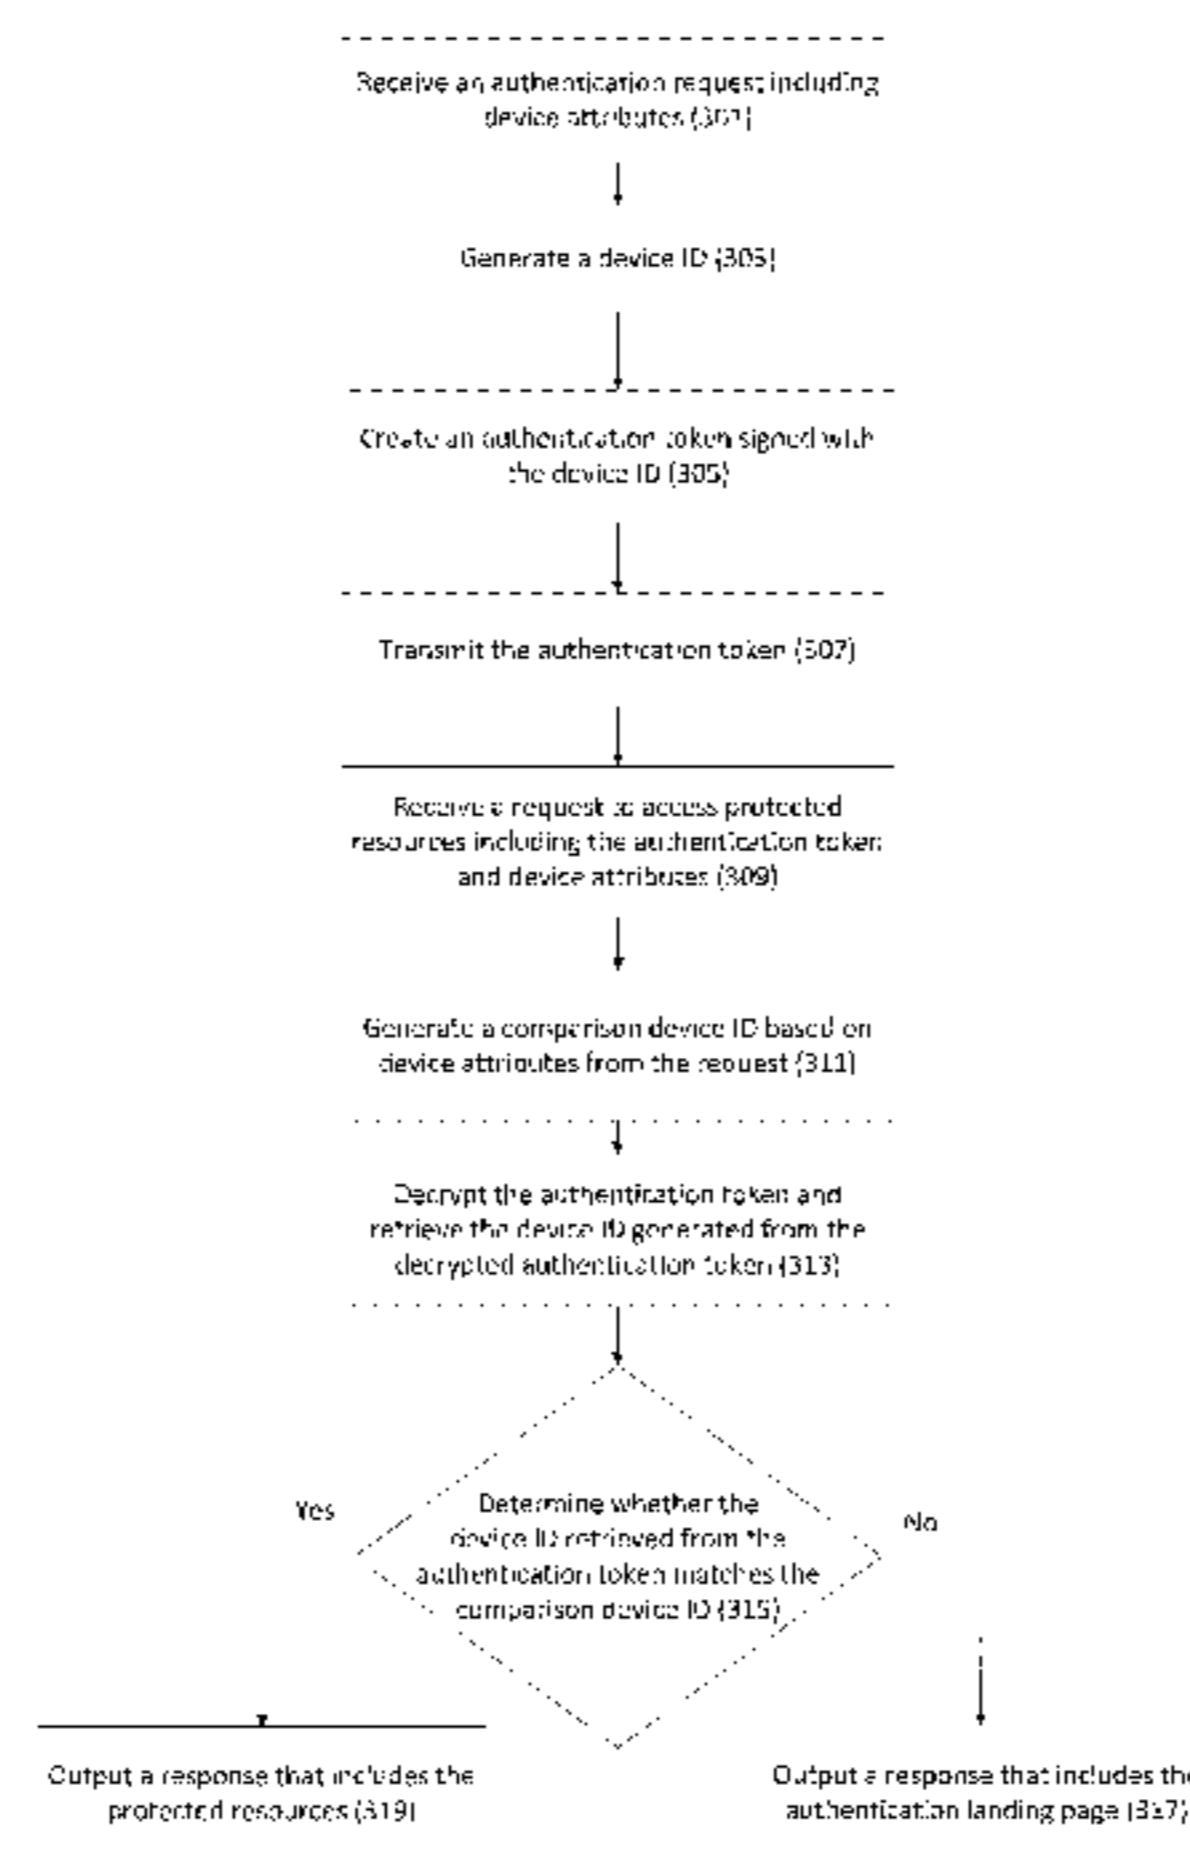 Receive an authentication request including
device attributes (301)
Generate a device ID
Create an authentication token signed with
the device ID (305)
Transmit the authentication token (307)
Receive a request to access protected
resources including the authentication token
and device attributes (309)
Generate a comparison device ID based on
device attributes from the request (311)
Decrypt the authentication token and
retrieve the device ID generated from the
decrypted authentication token (313)
Yes
Determine whether the
No
device ID retrieved from the
authentication token matches the
comparison device ID (315)
Output a response that includes the
protected resources (319)
Output a response that includes the
authentication landing page (317)